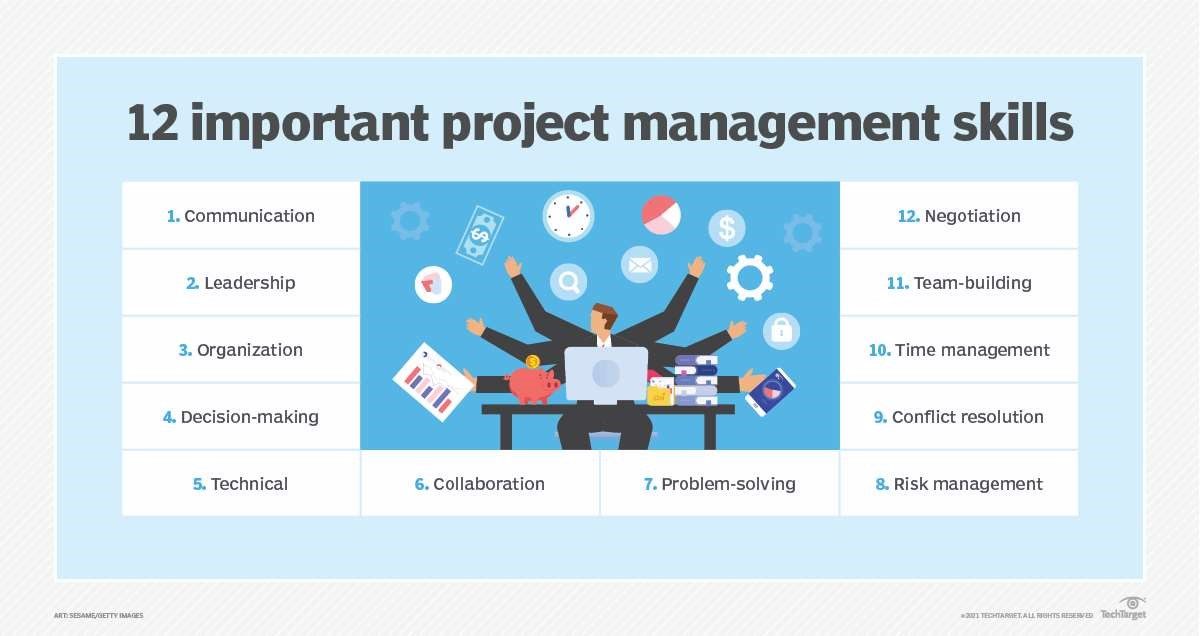 12 important project management skills
1. Communication
2. Leadership
3. Organization
4. Decision-making
5. Technical
6. Collaboration
7. Problem-solving
8. Risk management
9. Conflict resolution
10. Time management
11. Team-building
12. Negotiation
$
ART: SESAME/GETTY IMAGES
©2021 TECHTARGET. ALL RIGHTS RESERVED
TechTarget